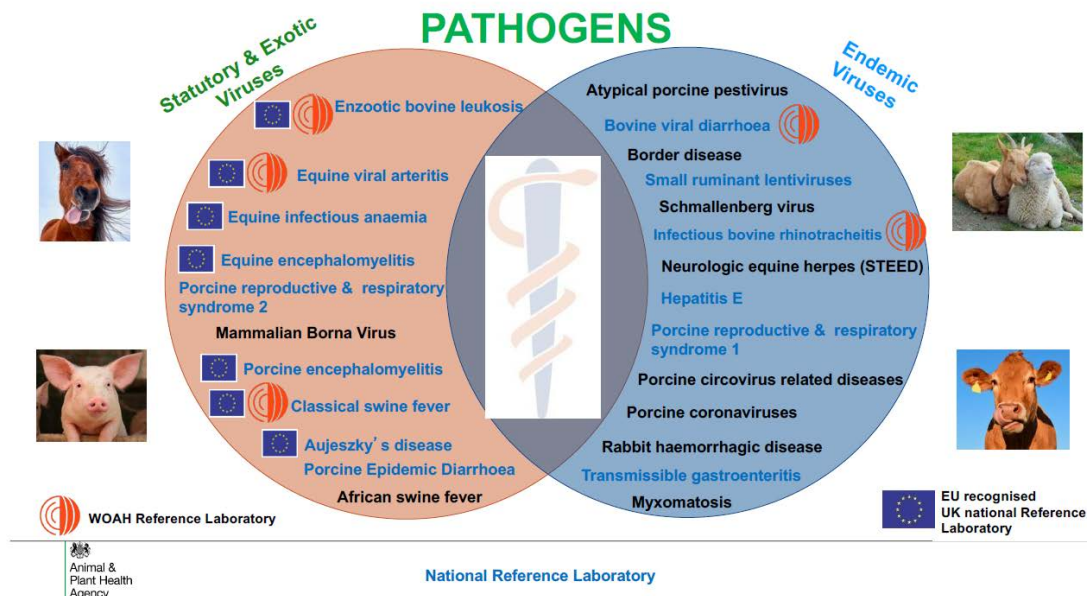 PATHOGENS
Statutory & Exotic
Viruses
Endemic
Viruses
Enzootic bovine leukosis
Equine viral arteritis
Equine infectious anaemia
Equine encephalomyelitis
Porcine reproductive & respiratory
syndrome 2
Mammalian Borna Virus
Porcine encephalomyelitis
Classical swine fever
Aujeszky's disease
Porcine Epidemic Diarrhoea
African swine fever
Atypical porcine pestivirus
Bovine viral diarrhoea
Border disease
Small ruminant lentiviruses
Schmallenberg virus
Infectious bovine rhinotracheitis
Neurologic equine herpes (STEED)
Hepatitis E
Porcine reproductive & respiratory
syndrome 1
Porcine circovirus related diseases
Porcine coronaviruses
Rabbit haemorrhagic disease
Transmissible gastroenteritis
Myxomatosis
WOAH Reference Laboratory
EU recognised
UK national Reference
Laboratory
Animal &
Plant Health
Agency
National Reference Laboratory